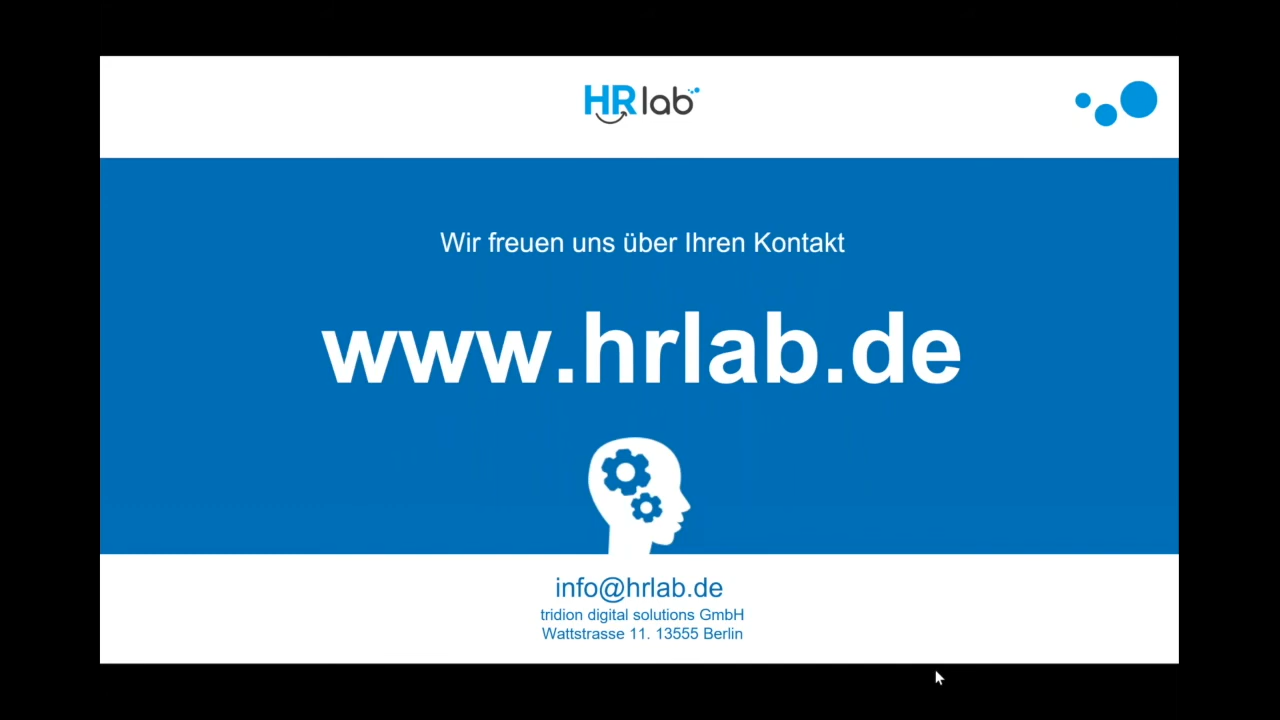 HRlab
Wir freuen uns über Ihren Kontakt
www.hrlab.de
info@hrlab.de
tridion digital solutions GmbH
Wattstrasse 11. 13555 Berlin